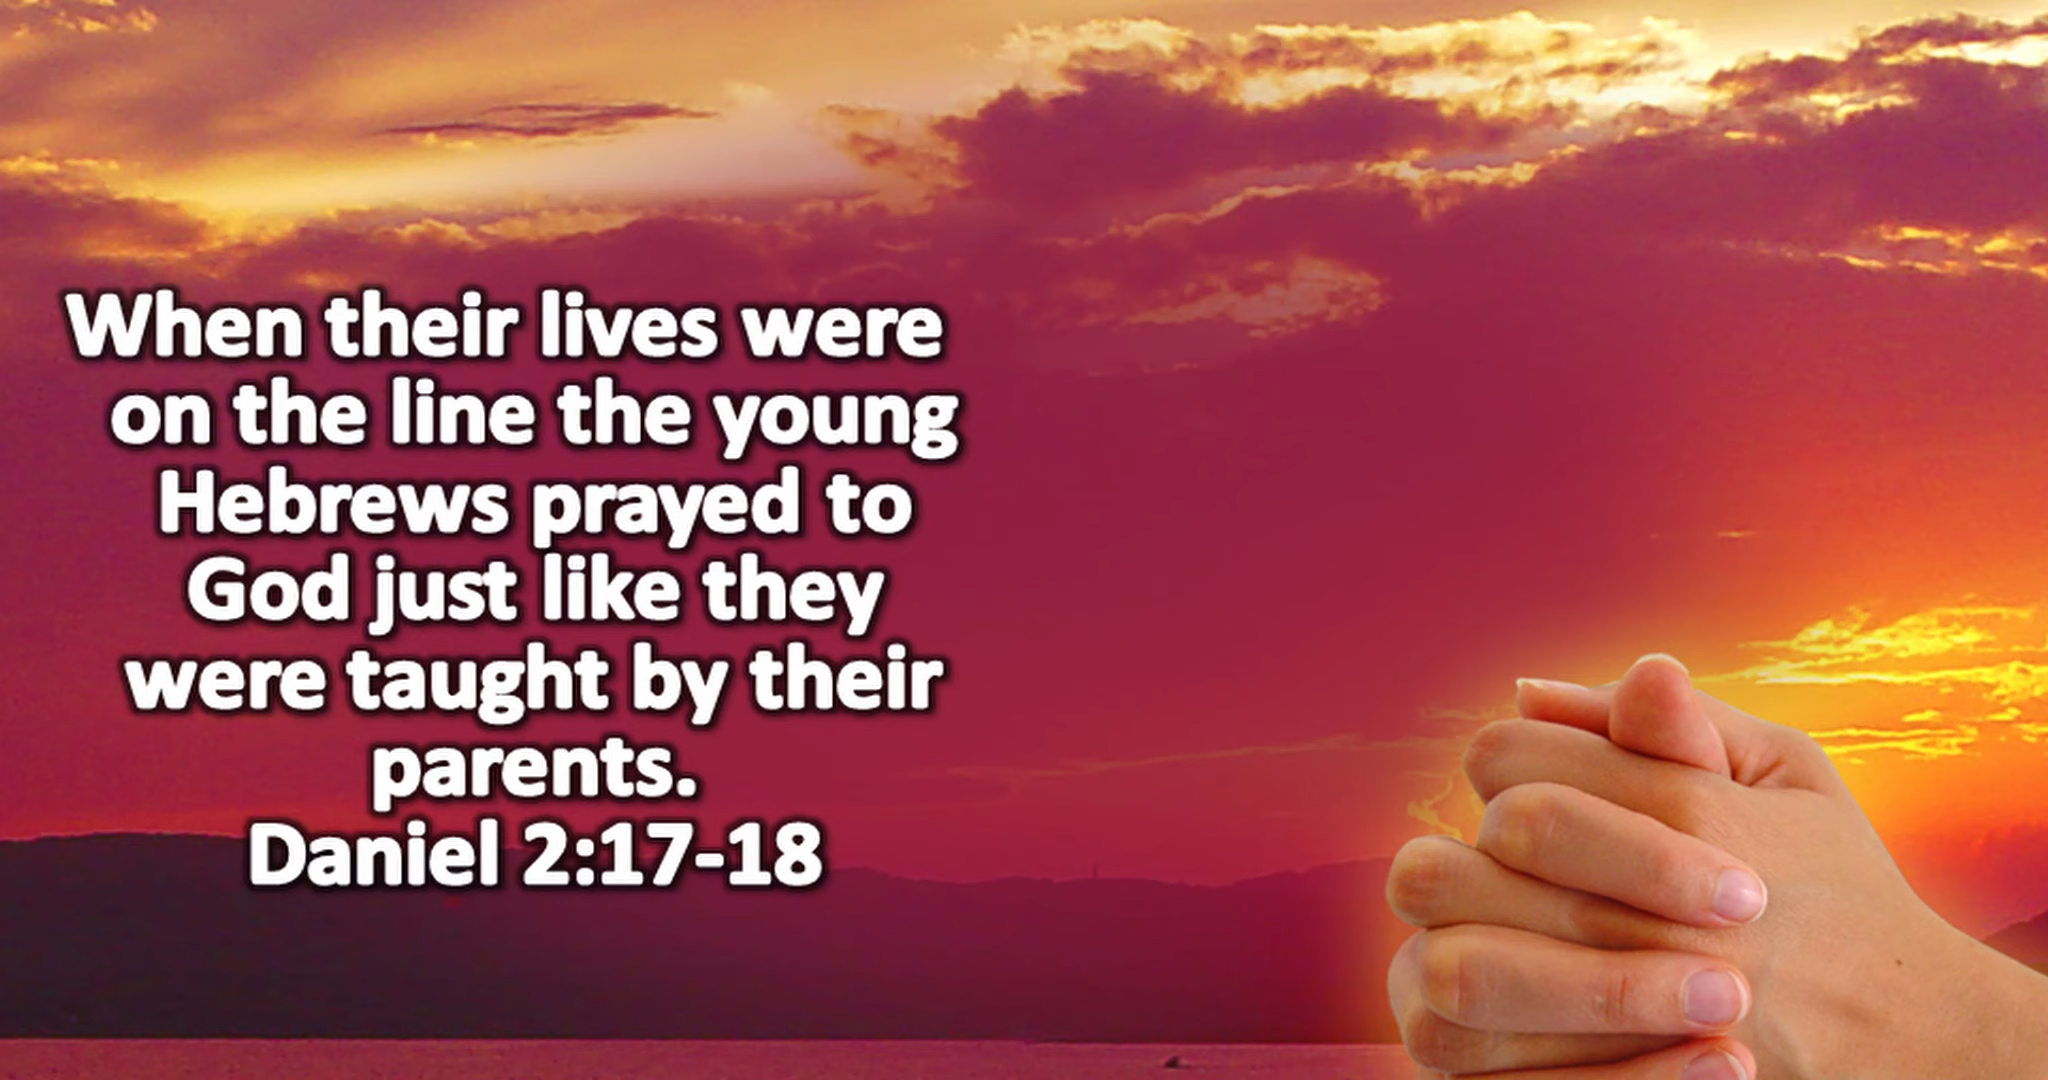 When their lives were
on the line the young
Hebrews prayed to
God just like they
were taught by their
parents.
Daniel 2:17-18